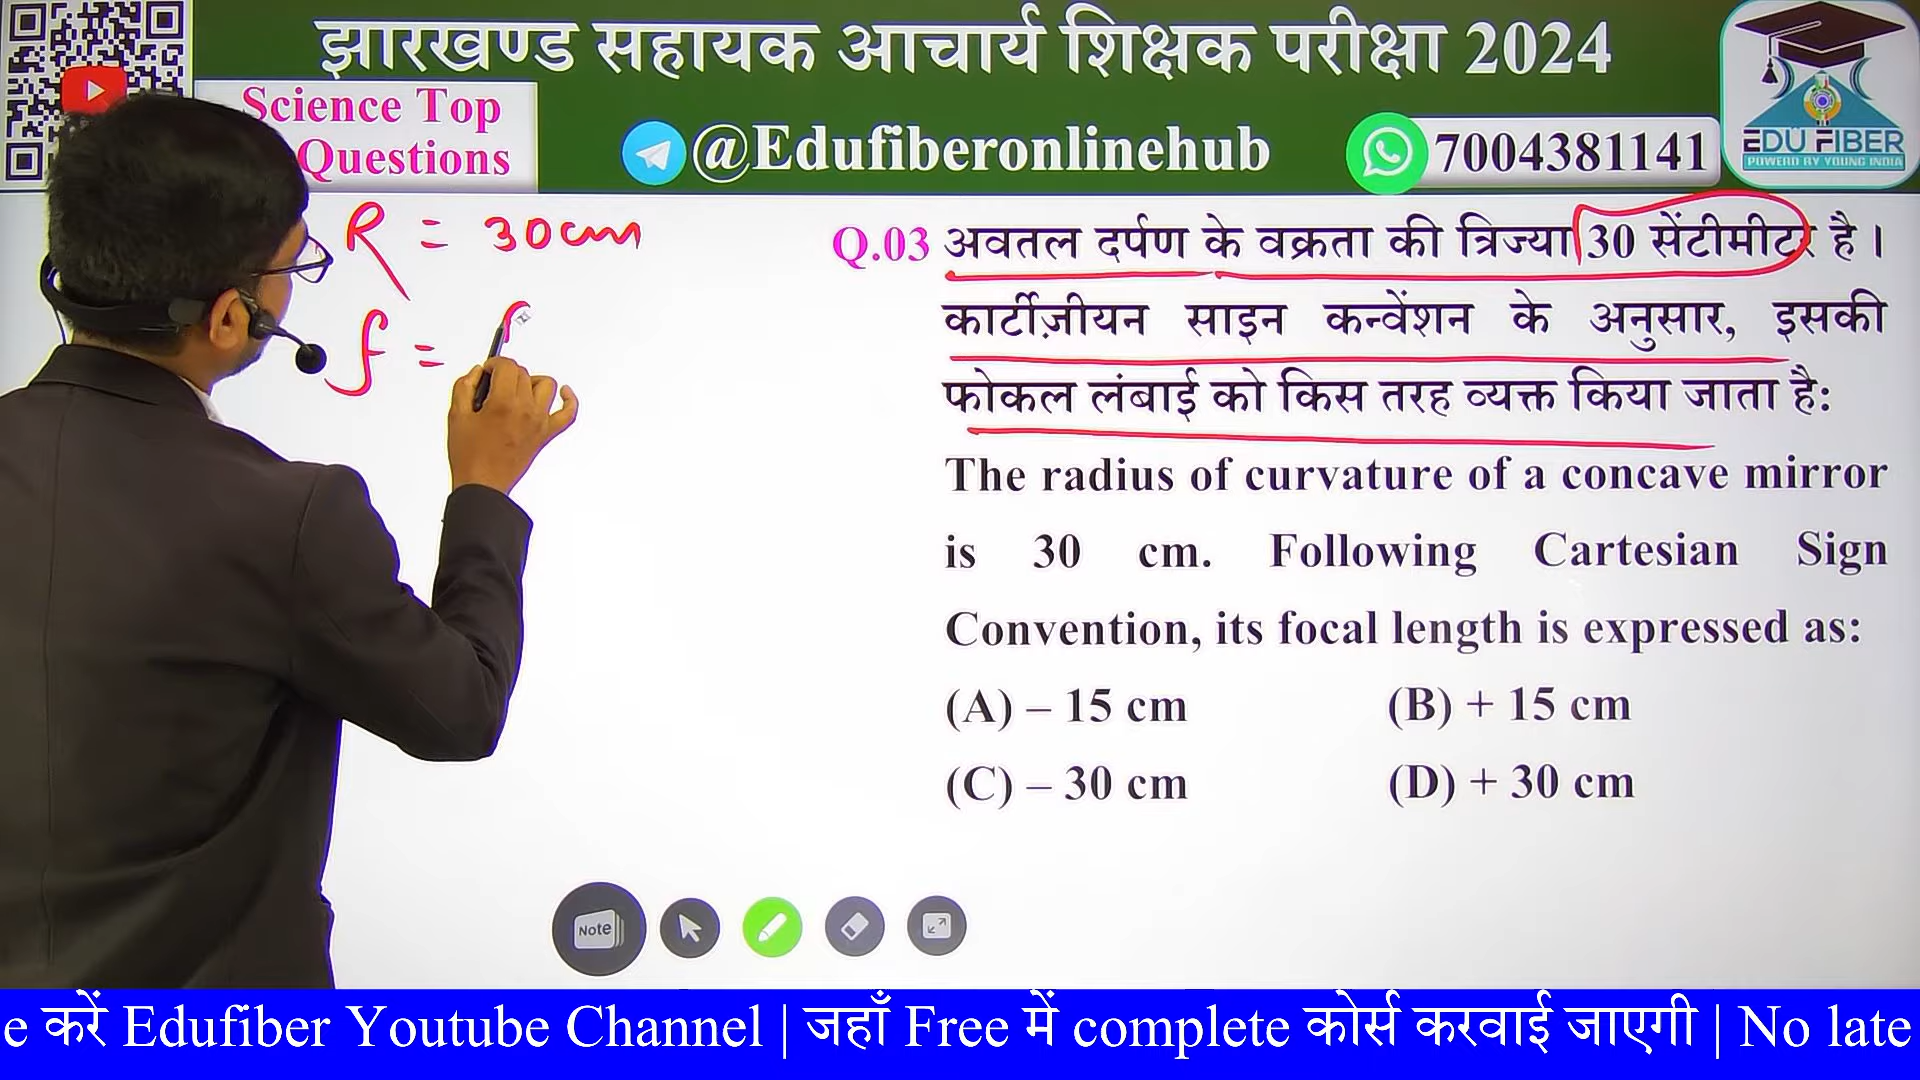 झारखण्ड सहायक आचार्य शिक्षक परीक्षा 2024
Science Top
Questions
@Edufiberonlinehub
7004381141
EDU FIBER
POWERD BY YOUNG INDIA
R = 30cm
f =
Q.03 अवतल दर्पण के वक्रता की त्रिज्या 30 सेंटीमीटर है।
कार्टीज़ीयन साइन कन्वेंशन के अनुसार, इसकी
फोकल लंबाई को किस तरह व्यक्त किया जाता है:
The radius of curvature of a concave mirror
is 30 cm. Following Cartesian Sign
Convention, its focal length is expressed as:
(A) – 15 cm (B) + 15 cm
(C) – 30 cm (D) + 30 cm
Note
e करें Edufiber Youtube Channel | जहाँ Free में complete कोर्स करवाई जाएगी | No late